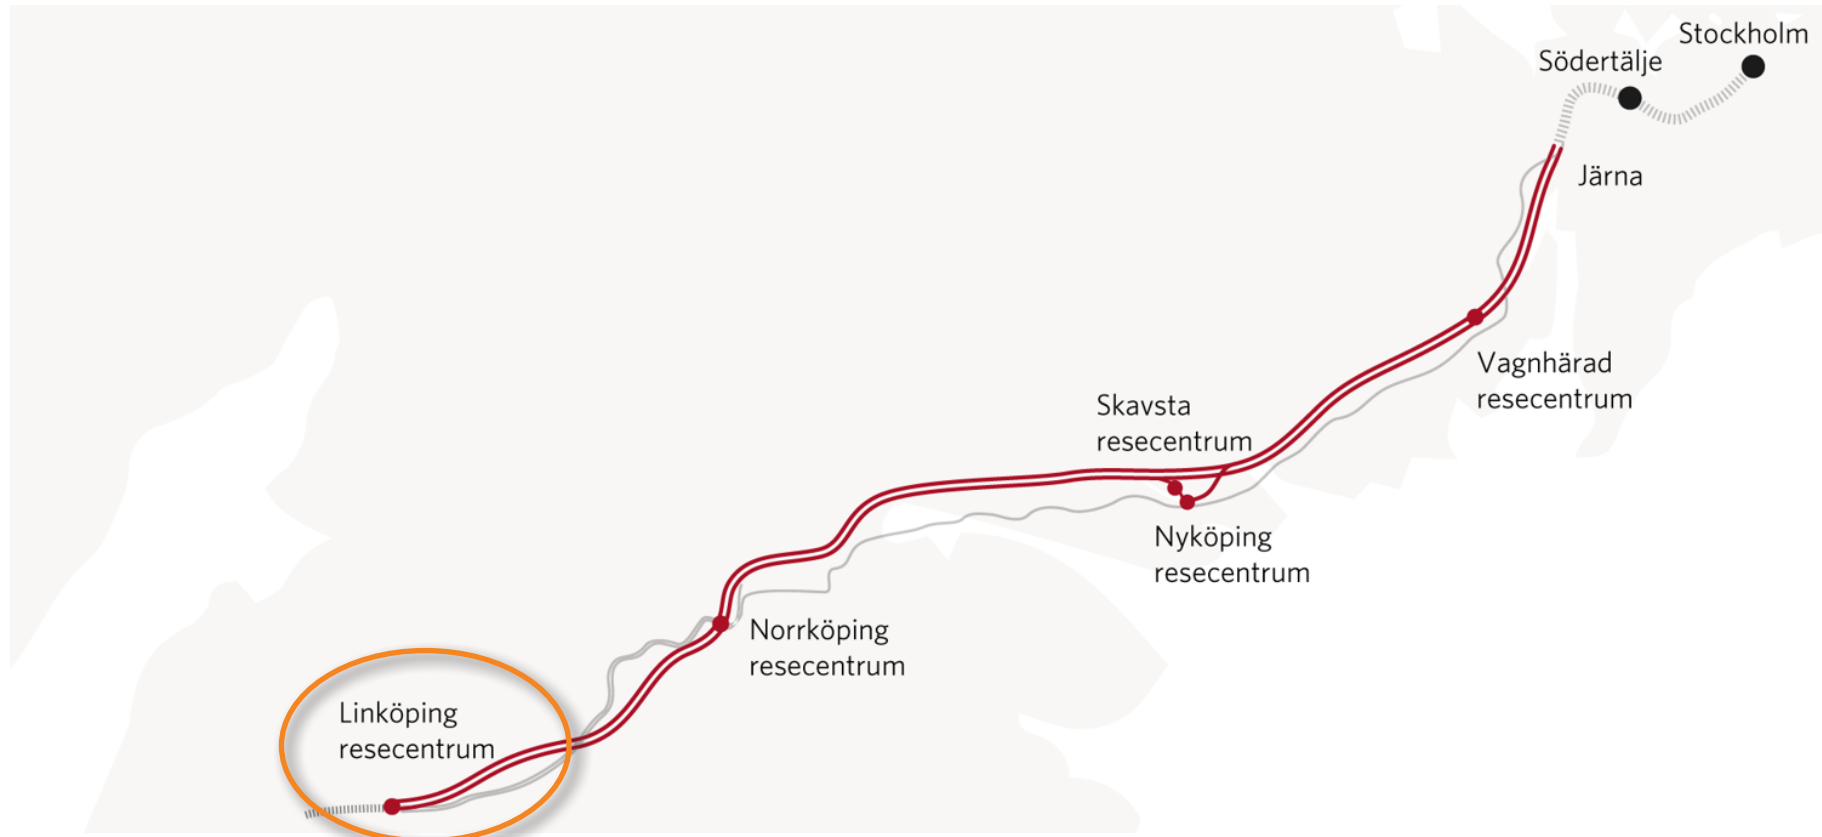 Stockholm
Södertälje
Järna
Vagnhärad
resecentrum
Skavsta
resecentrum
Nyköping
resecentrum
Norrköping
resecentrum
Linköping
resecentrum